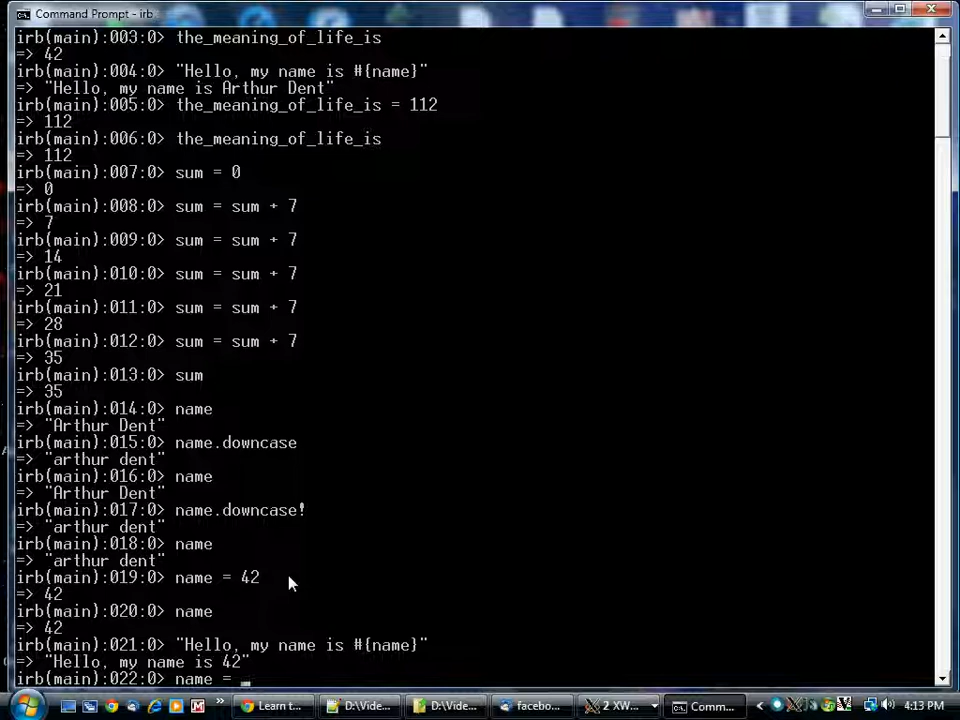 Command Prompt - irb
irb(main):003:0> the_meaning_of_life_is
=> 42
irb(main):004:0> "Hello, my name is #{name}"
=> "Hello, my name is Arthur Dent"
irb(main):005:0> the_meaning_of_life_is = 112
=> 112
irb(main):006:0> the_meaning_of_life_is
=> 112
irb(main):007:0> sum = 0
=> 0
irb(main):008:0> sum = sum + 7
=> 7
irb(main):009:0> sum = sum + 7
=> 14
irb(main):010:0> sum = sum + 7
=> 21
irb(main):011:0> sum = sum + 7
=> 28
irb(main):012:0> sum = sum + 7
=> 35
irb(main):013:0> sum
=> 35
irb(main):014:0> name
=> "Arthur Dent"
irb(main):015:0> name.downcase
=> "arthur dent"
irb(main):016:0> name
=> "Arthur Dent"
irb(main):017:0> name.downcase!
=> "arthur dent"
irb(main):018:0> name
=> "arthur dent"
irb(main):019:0> name = 42
=> 42
irb(main):020:0> name
=> 42
irb(main):021:0> "Hello, my name is #{name}"
=> "Hello, my name is 42"
irb(main):022:0> name = _
Learn t... D:\Vide... D:\Vide... facebo... 2 XW... Comm... 4:13 PM